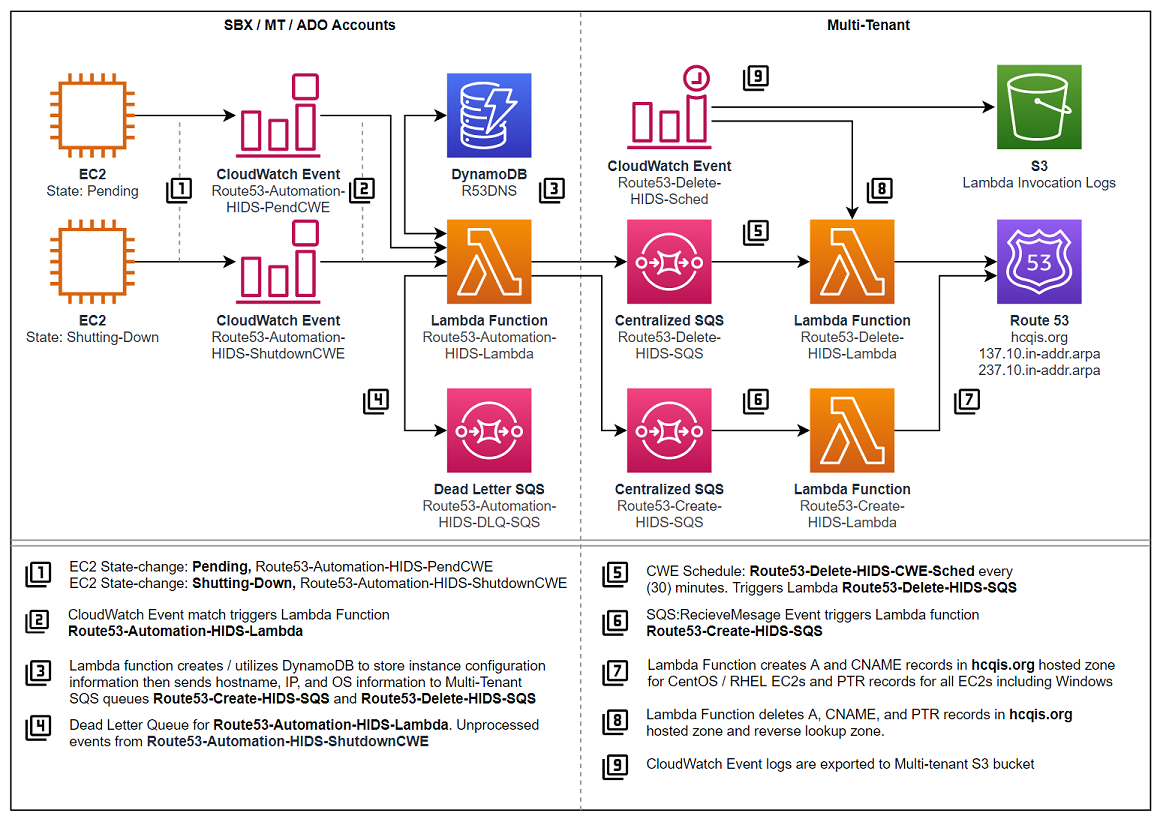 SBX / MT / ADO Accounts
Multi-Tenant
EC2
State: Pending
1
CloudWatch Event
Route53-Automation-
HIDS-PendCWE
2
DynamoDB
R53DNS
3
CloudWatch Event
Route53-Delete-
HIDS-Sched
9
8
S3
Lambda Invocation Logs
EC2
State: Shutting-Down
CloudWatch Event
Route53-Automation-
HIDS-ShutdownCWE
Lambda Function
Route53-Automation-
HIDS-Lambda
5
Centralized SQS
Route53-Delete-
HIDS-SQS
Lambda Function
Route53-Delete-
HIDS-Lambda
53
Route 53
hcqis.org
137.10.in-addr.arpa
237.10.in-addr.arpa
4
Dead Letter SQS
Route53-Automation-
HIDS-DLQ-SQS
6
Centralized SQS
Route53-Create-
HIDS-SQS
Lambda Function
Route53-Create-
HIDS-Lambda
7
1
EC2 State-change: Pending, Route53-Automation-HIDS-PendCWE
EC2 State-change: Shutting-Down, Route53-Automation-HIDS-ShutdownCWE
2
CloudWatch Event match triggers Lambda Function
Route53-Automation-HIDS-Lambda
3
Lambda function creates / utilizes DynamoDB to store instance configuration
information then sends hostname, IP, and OS information to Multi-Tenant
SQS queues Route53-Create-HIDS-SQS and Route53-Delete-HIDS-SQS
4
Dead Letter Queue for Route53-Automation-HIDS-Lambda. Unprocessed
events from Route53-Automation-HIDS-ShutdownCWE
5
CWE Schedule: Route53-Delete-HIDS-CWE-Sched every
(30) minutes. Triggers Lambda Route53-Delete-HIDS-SQS
6
SQS:RecieveMesage Event triggers Lambda function
Route53-Create-HIDS-SQS
7
Lambda Function creates A and CNAME records in hcqis.org hosted zone
for CentOS / RHEL EC2s and PTR records for all EC2s including Windows
8
Lambda Function deletes A, CNAME, and PTR records in hcqis.org
hosted zone and reverse lookup zone.
9
CloudWatch Event logs are exported to Multi-tenant S3 bucket